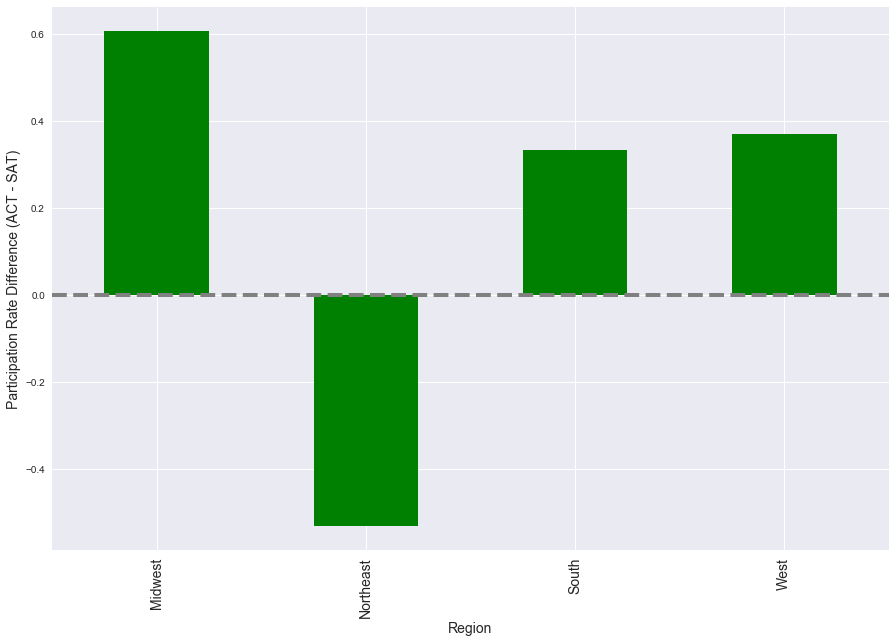 Participation Rate Difference (ACT - SAT)
0.6
0.4
0.2
0.0
−0.2
−0.4
Midwest
Northeast
South
West
Region